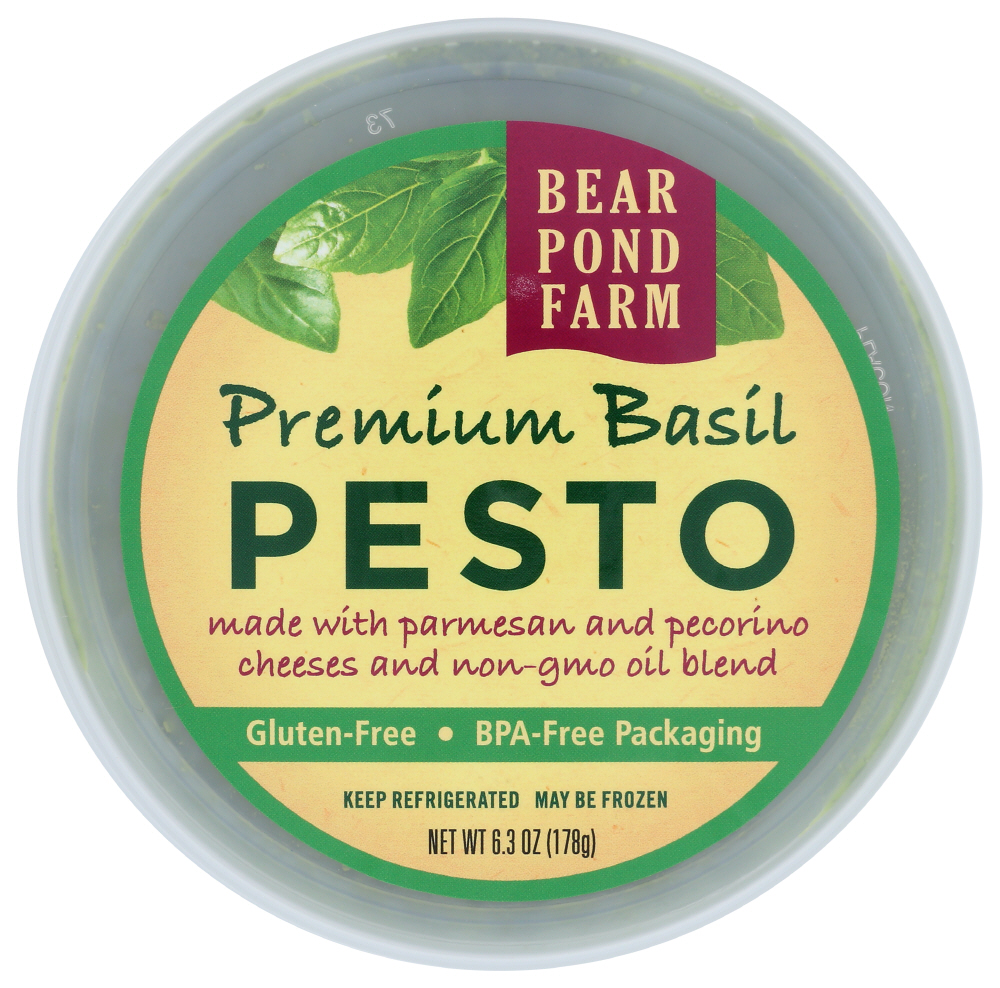 73
BEAR
POND
FARM
Premium Basil
PESTO
made with parmesan and pecorino
cheeses and non-gmo oil blend
Gluten-Free • BPA-Free Packaging
KEEP REFRIGERATED MAY BE FROZEN
NET WT 6.3 OZ (178g)